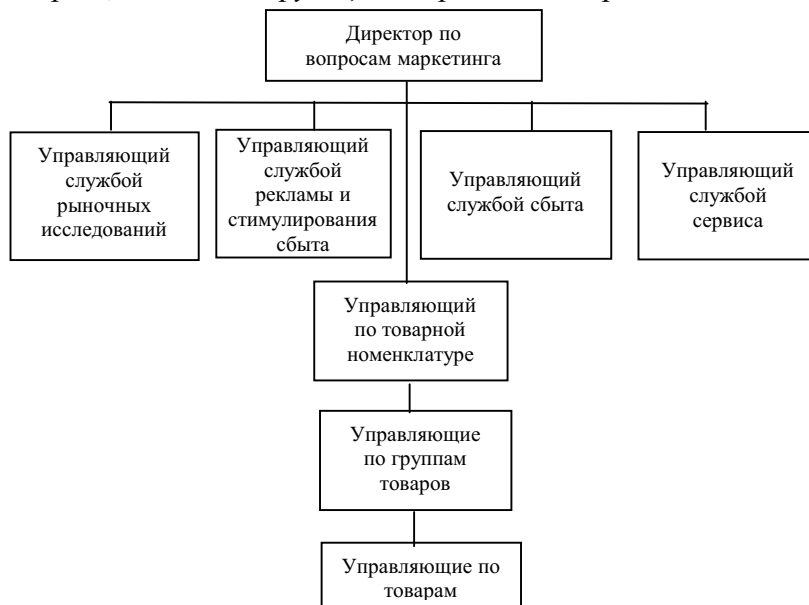 Директор по
вопросам маркетинга
Управляющий
службой
рыночных
исследований
Управляющий
службой
рекламы и
стимулирования
сбыта
Управляющий
службой сбыта
Управляющий
службой
сервиса
Управляющий
по товарной
номенклатуре
Управляющие
по группам
товаров
Управляющие по
товарам